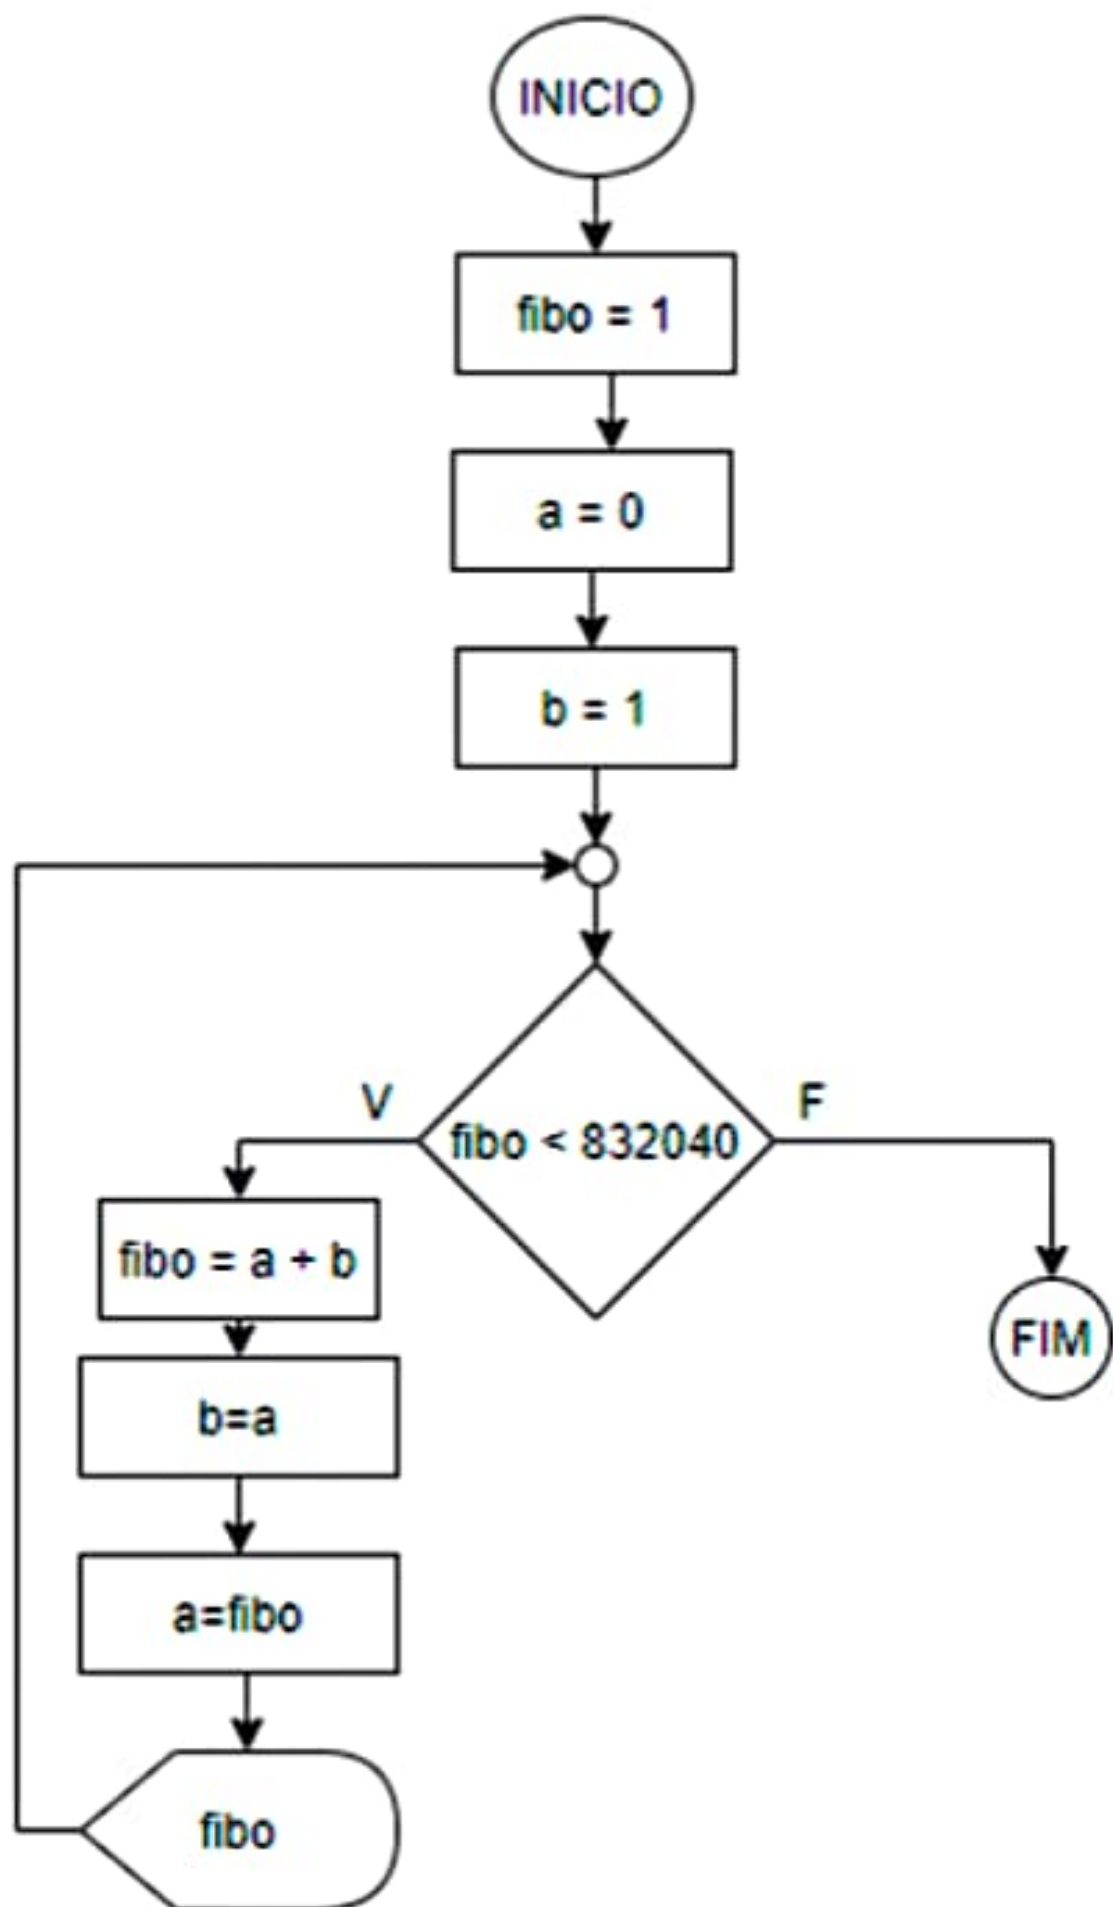 INICIO
fibo = 1
a = 0
b = 1
V
F
fibo < 832040
fibo = a + b
FIM
b=a
a=fibo
fibo